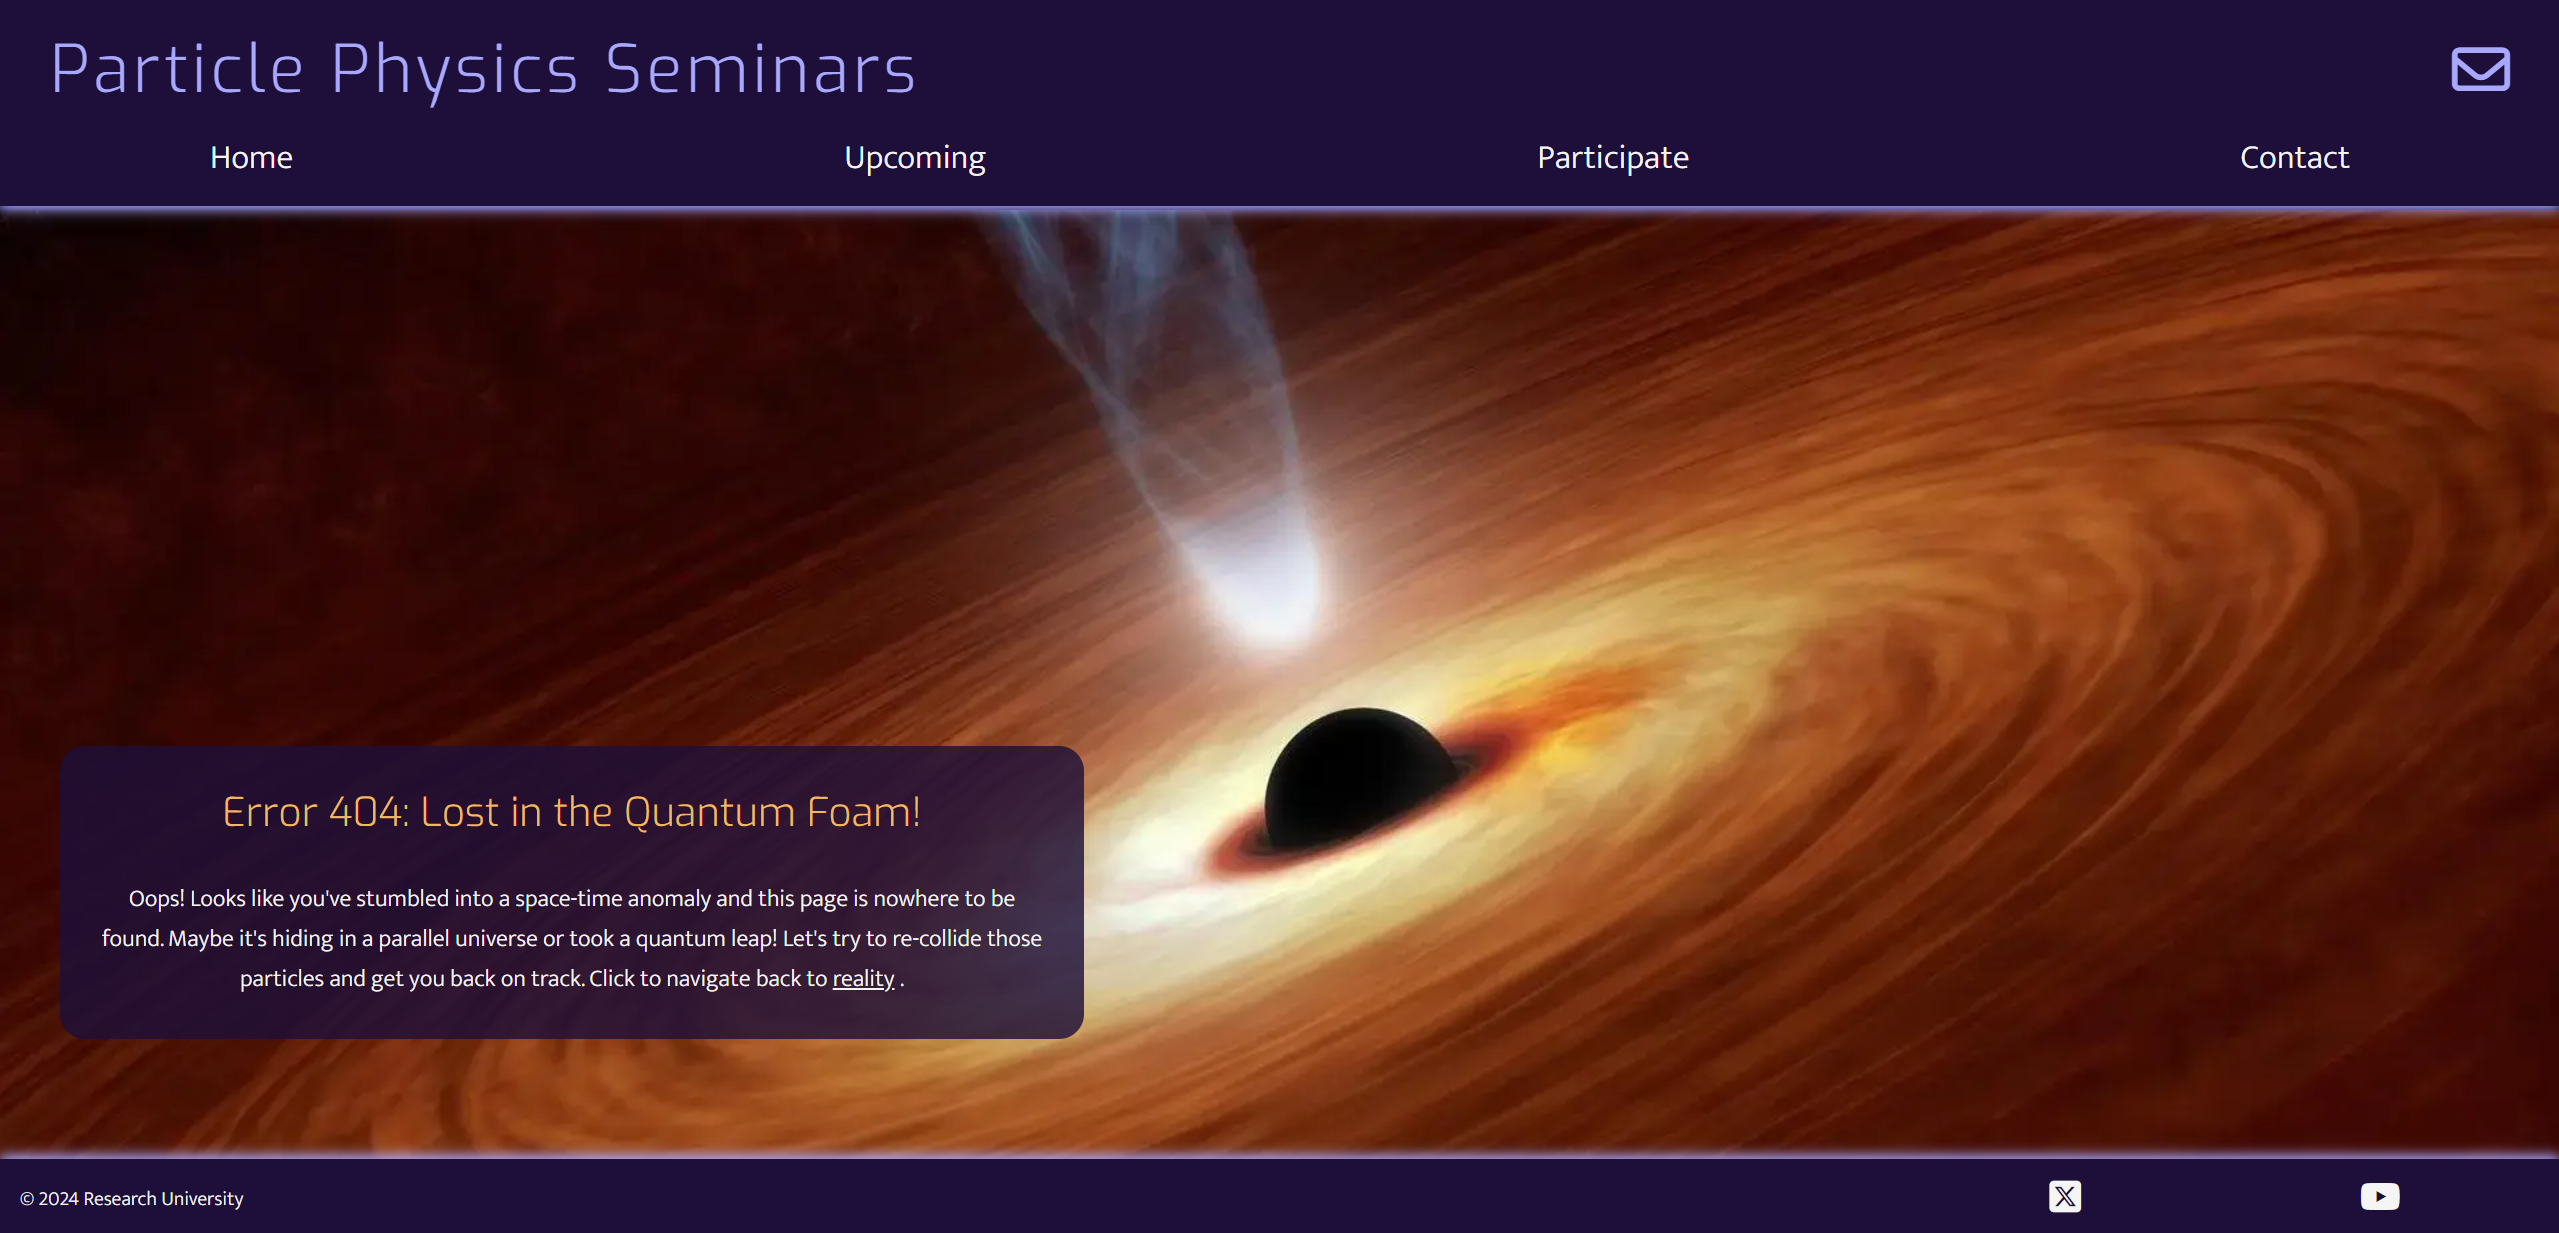 Particle Physics Seminars
Home Upcoming Participate Contact
Error 404: Lost in the Quantum Foam!
Oops! Looks like you've stumbled into a space-time anomaly and this page is nowhere to be
found. Maybe it's hiding in a parallel universe or took a quantum leap! Let's try to re-collide those
particles and get you back on track. Click to navigate back to reality .
© 2024 Research University